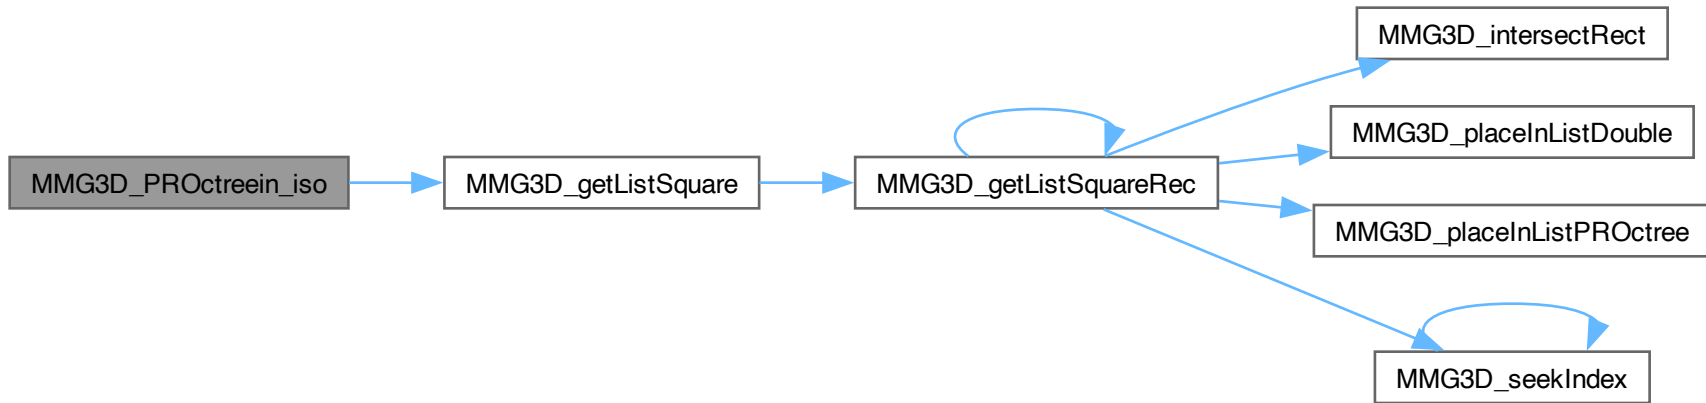 MMG3D_PROctreein_iso
MMG3D_getListSquare
MMG3D_getListSquareRec
MMG3D_intersectRect
MMG3D_placeInListDouble
MMG3D_placeInListPROctree
MMG3D_seekIndex